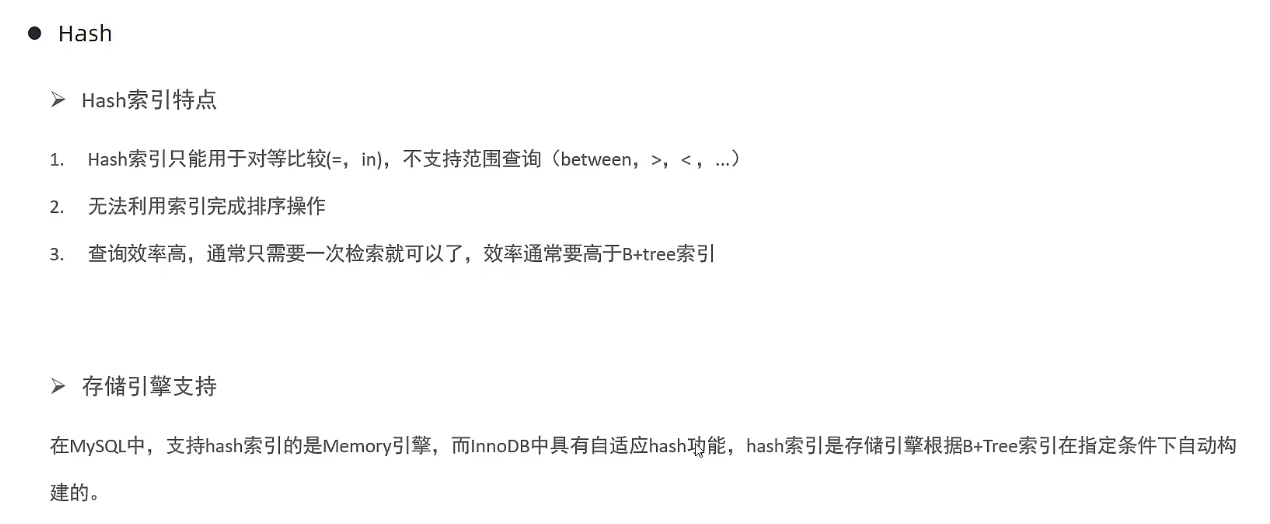 ● Hash
➢ Hash索引特点
1. Hash索引只能用于对等比较(=，in)，不支持范围查询（between，>，< ，...）
2. 无法利用索引完成排序操作
3. 查询效率高，通常只需要一次检索就可以了，效率通常要高于B+tree索引
➢ 存储引擎支持
在MySQL中，支持hash索引的是Memory引擎，而InnoDB中具有自适应hash功能，hash索引是存储引擎根据B+Tree索引在指定条件下自动构
建的。